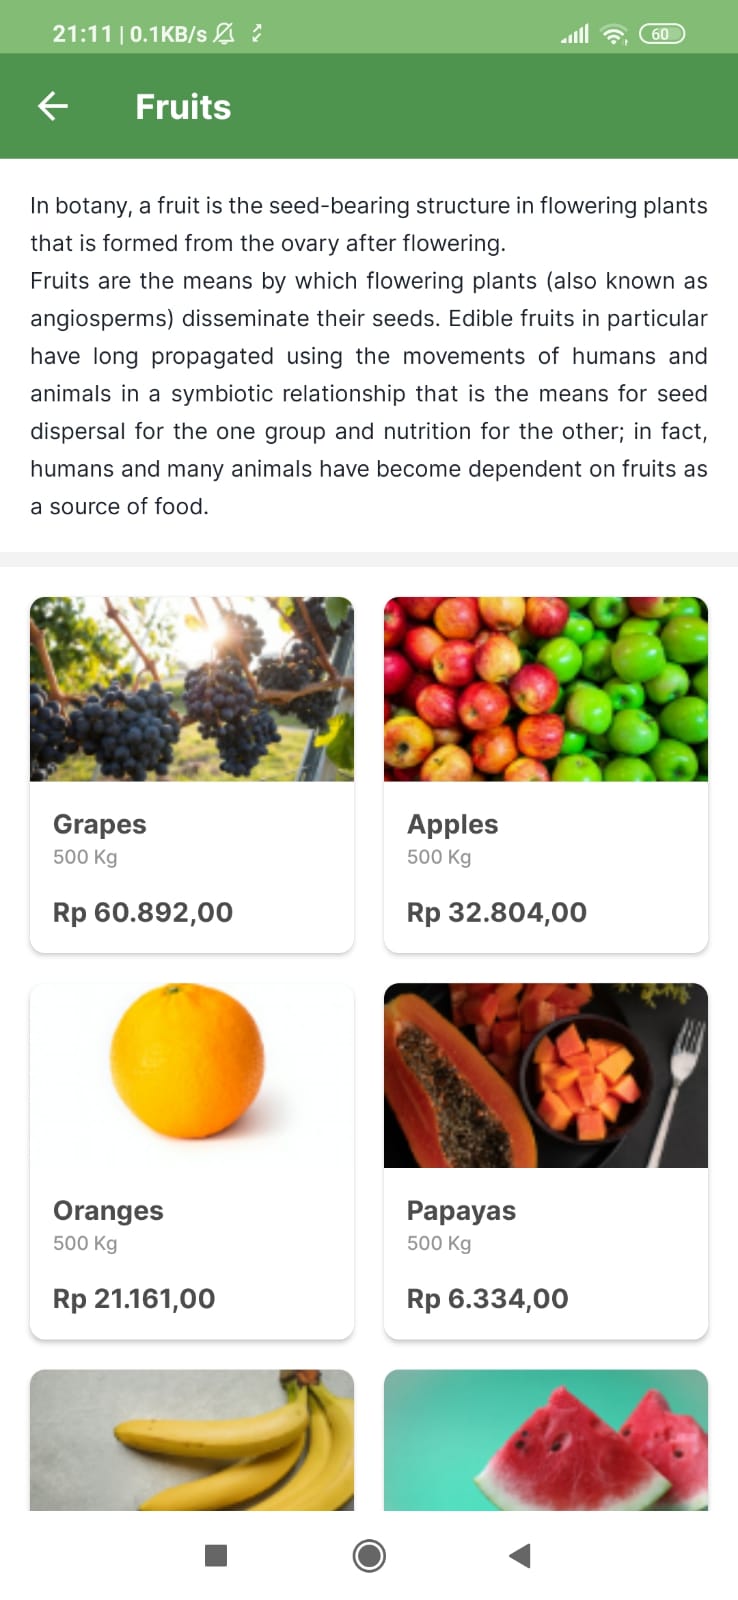 21:11 | 0.1KB/s
60
Fruits
In botany, a fruit is the seed-bearing structure in flowering plants
that is formed from the ovary after flowering.
Fruits are the means by which flowering plants (also known as
angiosperms) disseminate their seeds. Edible fruits in particular
have long propagated using the movements of humans and
animals in a symbiotic relationship that is the means for seed
dispersal for the one group and nutrition for the other; in fact,
humans and many animals have become dependent on fruits as
a source of food.
Grapes
500 Kg
Rp 60.892,00
Apples
500 Kg
Rp 32.804,00
Oranges
500 Kg
Rp 21.161,00
Papayas
500 Kg
Rp 6.334,00